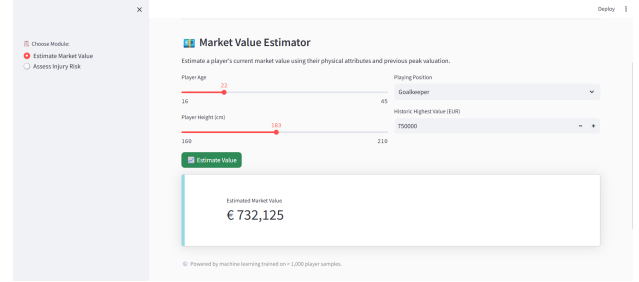 Deploy
Choose Module:
Estimate Market Value
Assess Injury Risk
Market Value Estimator
Estimate a player's current market value using their physical attributes and previous peak valuation.
Player Age
22
16 45
Playing Position
Goalkeeper
Player Height (cm)
183
160 210
Historic Highest Value (EUR)
750000
- +
Estimate Value
Estimated Market Value
€ 732,125
Powered by machine learning trained on > 1,000 player samples.